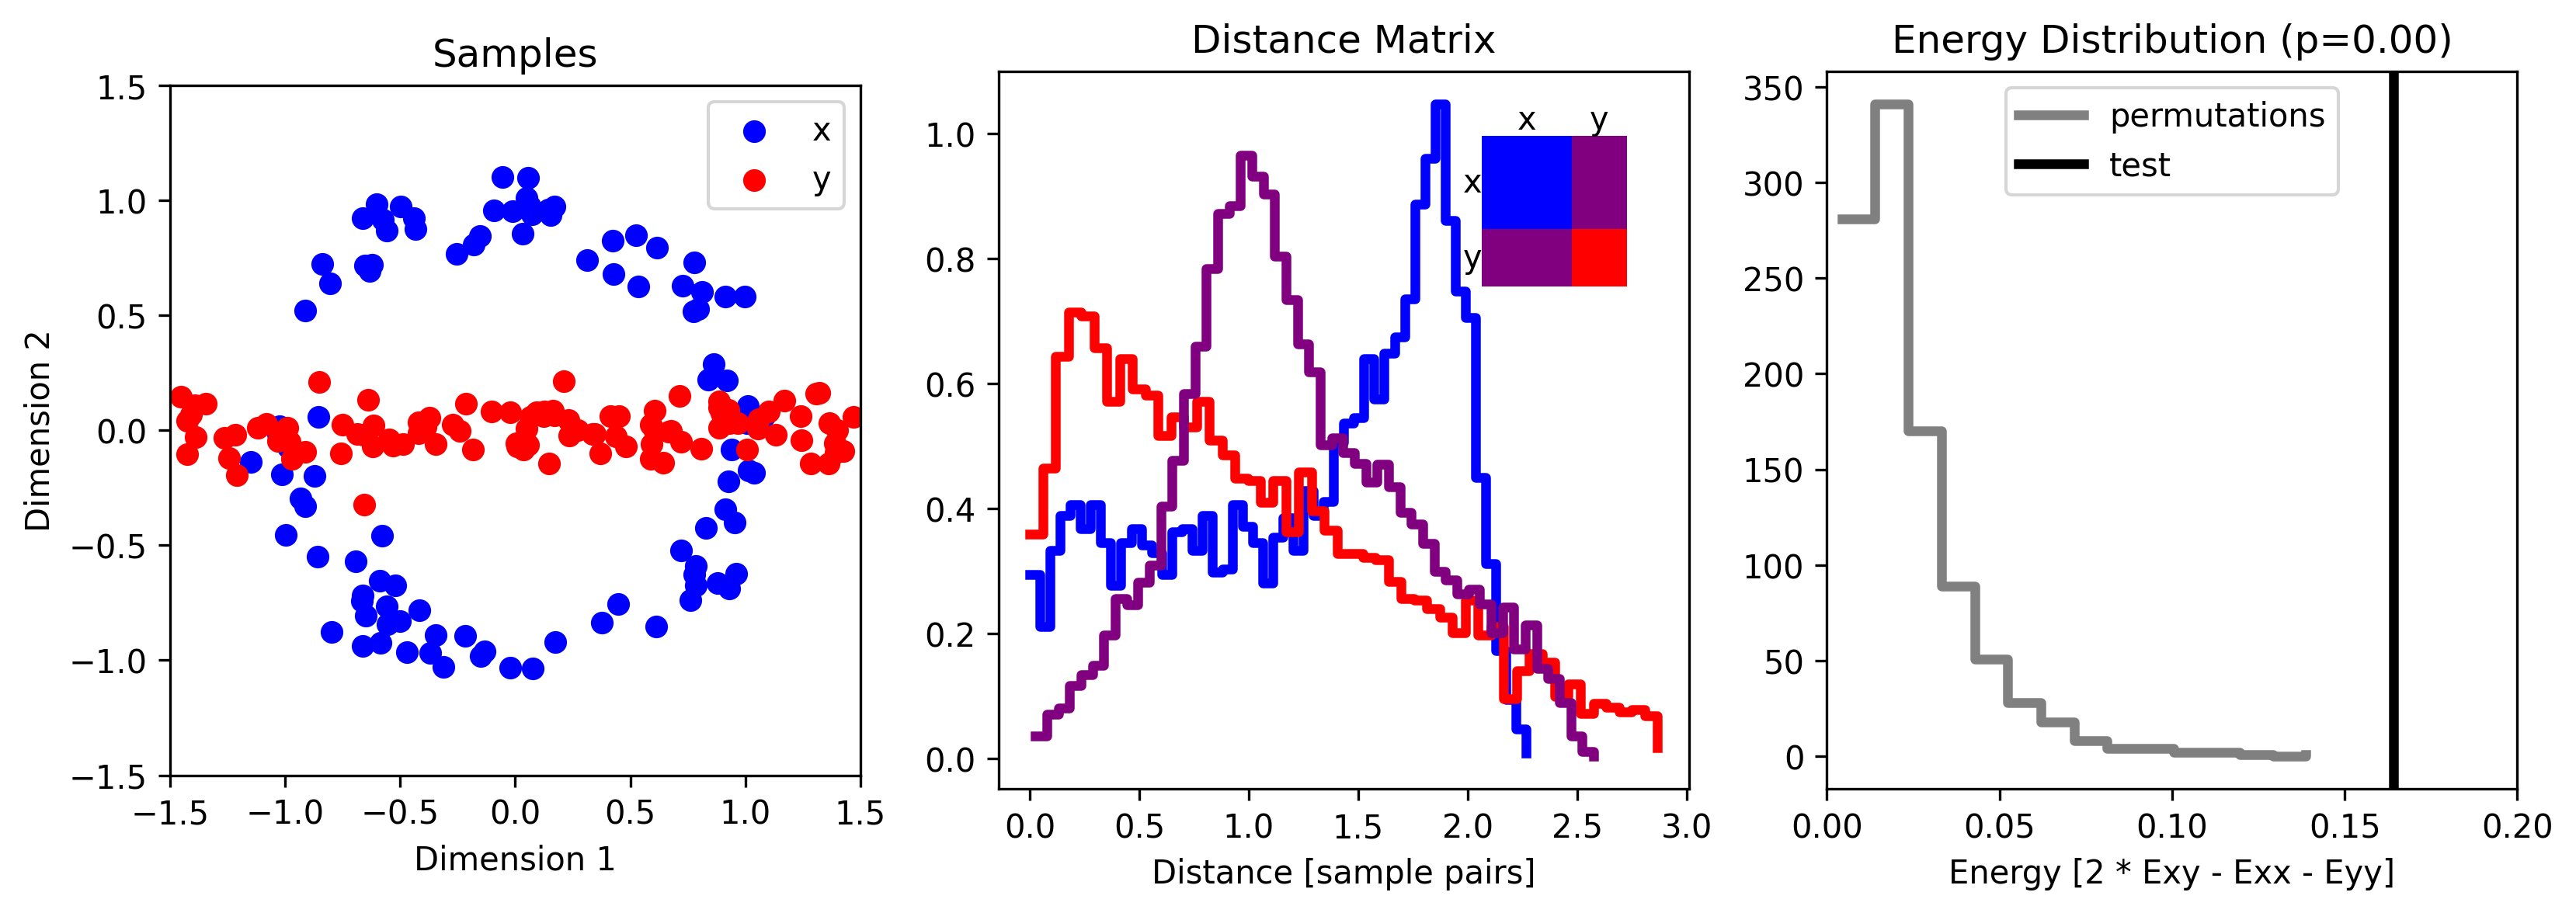 Samples
1.5
1.0
0.5
0.0
−0.5
−1.0
−1.5
−1.5 −1.0 −0.5 0.0 0.5 1.0 1.5
Dimension 1
Dimension 2
x
y
Distance Matrix
1.0
0.8
0.6
0.4
0.2
0.0
0.0 0.5 1.0 1.5 2.0 2.5 3.0
Distance [sample pairs]
x y
x
y
Energy Distribution (p=0.00)
350
300
250
200
150
100
50
0
0.00 0.05 0.10 0.15 0.20
Energy [2 * Exy - Exx - Eyy]
permutations
test